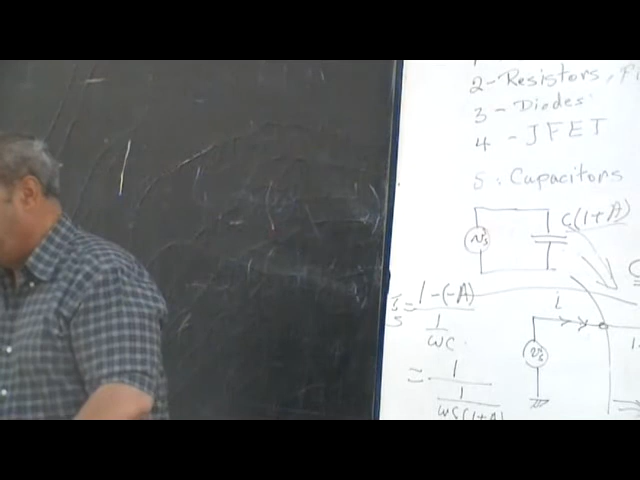 2-Resistors,
3-Diodes
4-JFET
5. Capacitors
C(1+A)
Vs
i
1-(-A)
=
1
ωC
Vs
=
1
1
ωC(1+A)